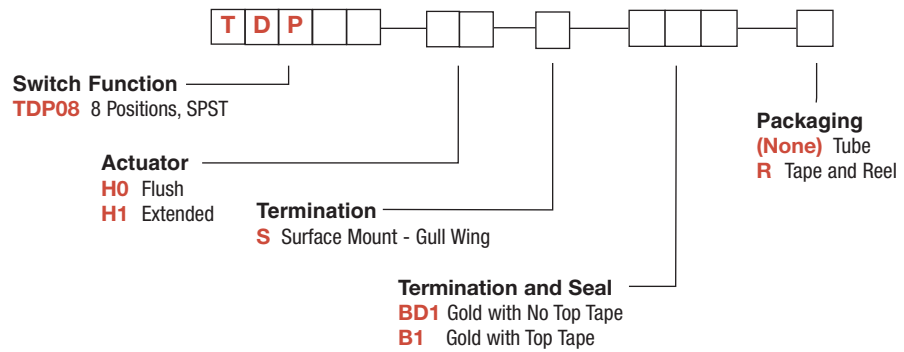 T D P
Switch Function
TDP08 8 Positions, SPST
Actuator
H0 Flush
H1 Extended
Termination
S Surface Mount - Gull Wing
Termination and Seal
BD1 Gold with No Top Tape
B1 Gold with Top Tape
Packaging
(None) Tube
R Tape and Reel